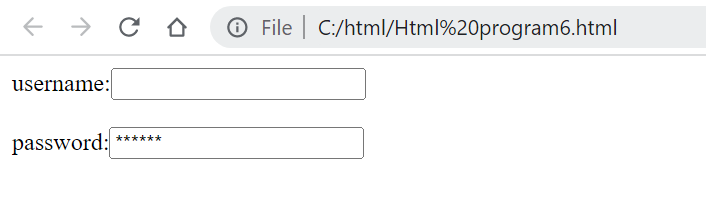 File | C:/html/Html%20program6.html
username:
password: ******